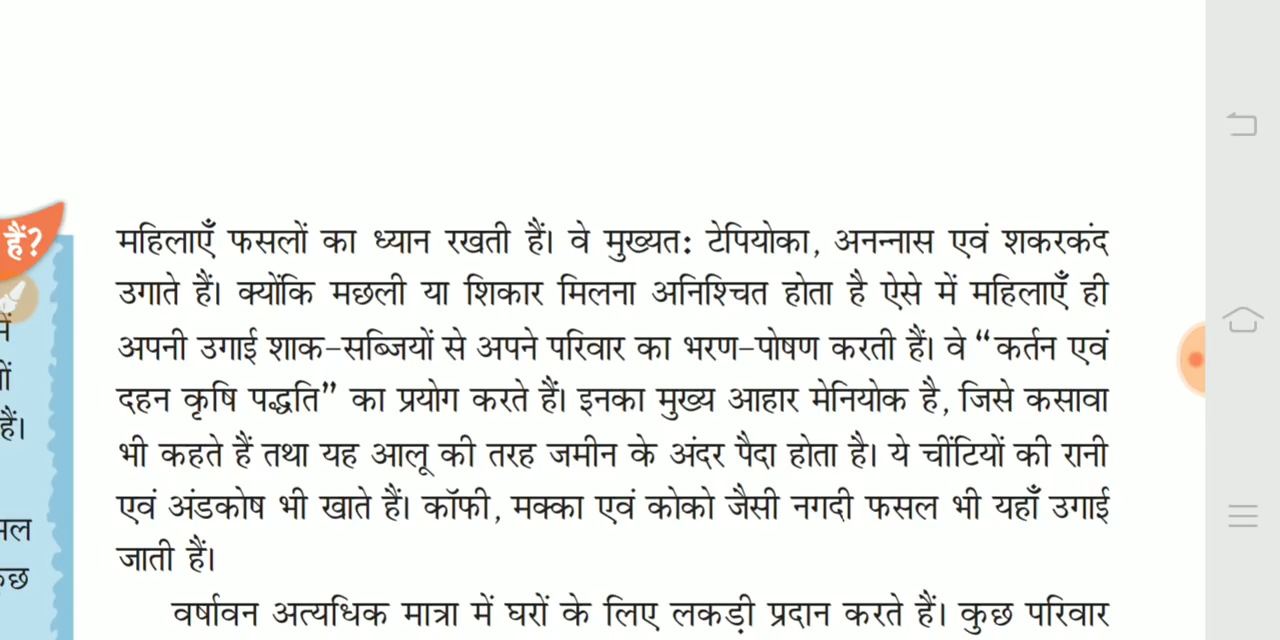 हैं?
महिलाएँ फसलों का ध्यान रखती हैं। वे मुख्यतः टेपियोका, अनन्नास एवं शकरकंद
उगाते हैं। क्योंकि मछली या शिकार मिलना अनिश्चित होता है ऐसे में महिलाएँ ही
अपनी उगाई शाक-सब्जियों से अपने परिवार का भरण-पोषण करती हैं। वे “कर्तन एवं
दहन कृषि पद्धति” का प्रयोग करते हैं। इनका मुख्य आहार मेनियोक है, जिसे कसावा
भी कहते हैं तथा यह आलू की तरह जमीन के अंदर पैदा होता है। ये चींटियों की रानी
एवं अंडकोष भी खाते हैं। कॉफी, मक्का एवं कोको जैसी नगदी फसल भी यहाँ उगाई
जाती हैं।
वर्षावन अत्यधिक मात्रा में घरों के लिए लकड़ी प्रदान करते हैं। कुछ परिवार
हैं।